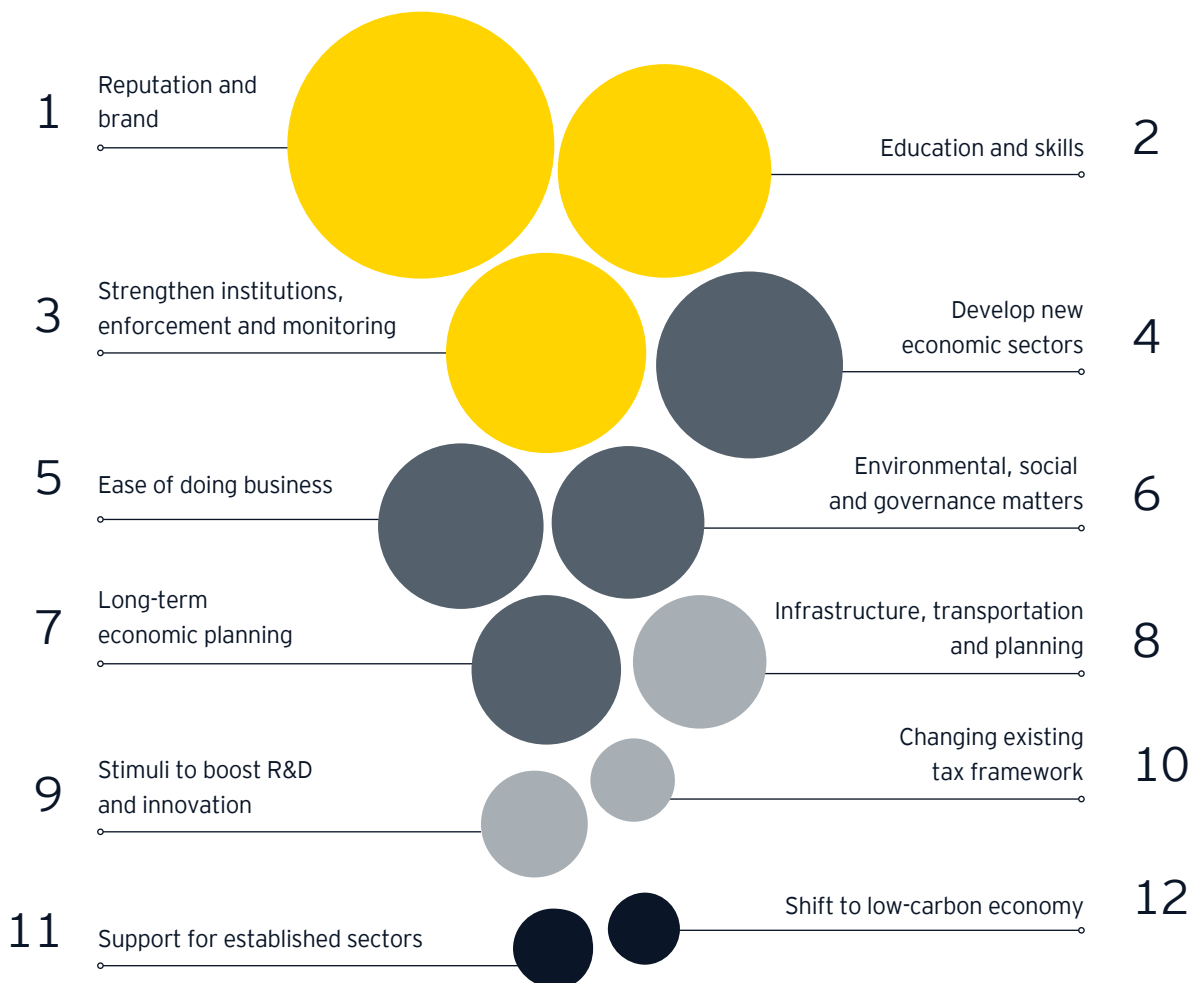 1
Reputation and
brand
2
Education and skills
3
Strengthen institutions,
enforcement and monitoring
4
Develop new
economic sectors
5
Ease of doing business
6
Environmental, social
and governance matters
7
Long-term
economic planning
8
Infrastructure, transportation
and planning
9
Stimuli to boost R&D
and innovation
10
Changing existing
tax framework
11
Support for established sectors
12
Shift to low-carbon economy